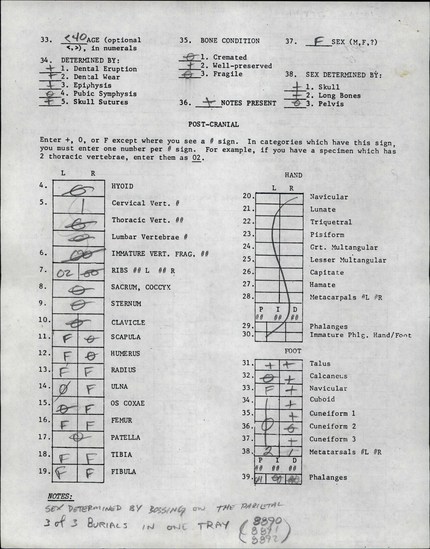 33. <40 AGE (optional
<,>), in numerals
35. BONE CONDITION
37. F SEX (M,F,?)
34. DETERMINED BY:
+ 1. Dental Eruption
+ 2. Dental Wear
+ 3. Epiphysis
4. Pubic Symphysis
+ 5. Skull Sutures
1. Cremated
+ 2. Well-preserved
3. Fragile
36. + NOTES PRESENT
38. SEX DETERMINED BY:
+ 1. Skull
+ 2. Long Bones
3. Pelvis
POST-CRANIAL
Enter +, 0, or F except where you see a # sign. In categories which have this sign,
you must enter one number per # sign. For example, if you have a specimen which has
2 thoracic vertebrae, enter them as 02.
L R
4. HYOID
5. Cervical Vert. #
Thoracic Vert. ##
Lumbar Vertebrae #
6. IMMATURE VERT. FRAG. ##
7. 02 RIBS ## L ## R
8. SACRUM, COCCYX
9. STERNUM
10. CLAVICLE
11. F SCAPULA
12. F HUMERUS
13. F F RADIUS
14. F ULNA
15. F OS COXAE
16. F F FEMUR
17. PATELLA
18. F F TIBIA
19. F F FIBULA
HAND
L R
20. Navicular
21. Lunate
22. Triquetral
23. Pisiform
24. Grt. Multangular
25. Lesser Multangular
26. Capitate
27. Hamate
28. Metacarpals #L #R
P I D
## ## ##
29. Phalanges
30. Immature Phlg. Hand/Foot
FOOT
31. + + Talus
32. + Calcaneus
33. F + Navicular
34. + Cuboid
35. + Cuneiform 1
36. Cuneiform 2
37. + Cuneiform 3
38. 2 1 Metatarsals #L #R
P I D
## ## ##
39. Phalanges
NOTES:
SEX DETERMINED BY BOSSING ON THE PARIETAL
3 of 3 BURIALS IN ONE TRAY (8890
8891
8892)